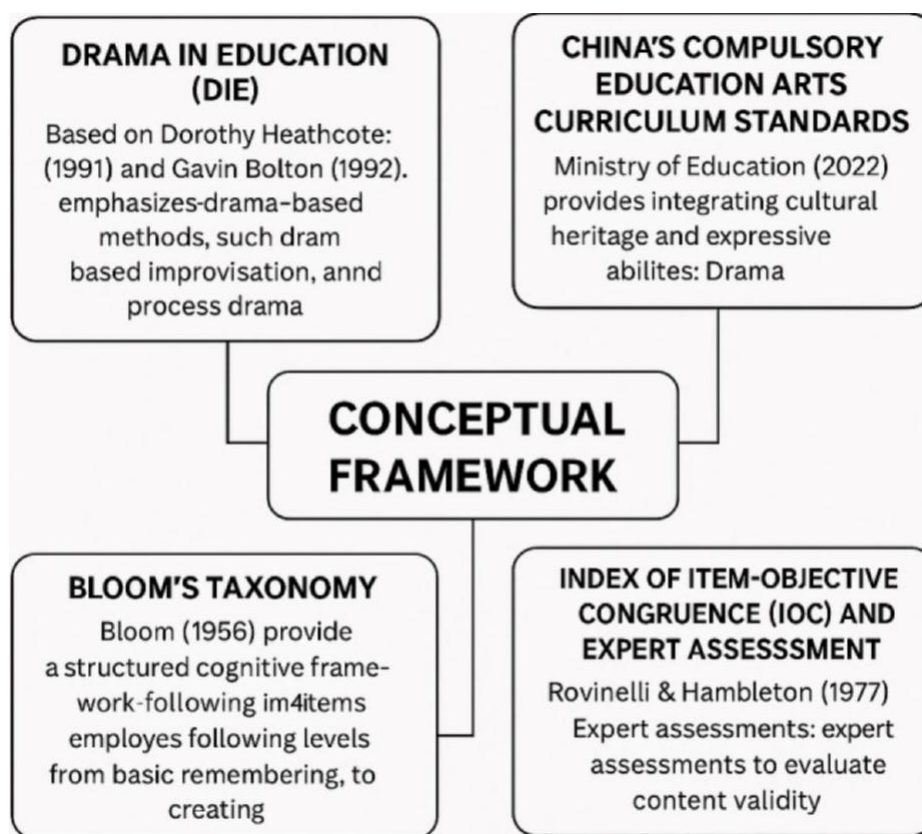 DRAMA IN EDUCATION
(DIE)
Based on Dorothy Heathcote:
(1991) and Gavin Bolton (1992).
emphasizes-drama-based
methods, such dram
based improvisation, annd
process drama
CHINA'S COMPULSORY
EDUCATION ARTS
CURRICULUM STANDARDS
Ministry of Education (2022)
provides integrating cultural
heritage and expressive
abilites: Drama
CONCEPTUAL
FRAMEWORK
BLOOM'S TAXONOMY
Bloom (1956) provide
a structured cognitive frame-
work-following im4items
employes following levels
from basic remembering, to
creating
INDEX OF ITEM-OBJECTIVE
CONGRUENCE (IOC) AND
EXPERT ASSESSSMENT
Rovinelli & Hambleton (1977)
Expert assessments: expert
assessments to evaluate
content validity